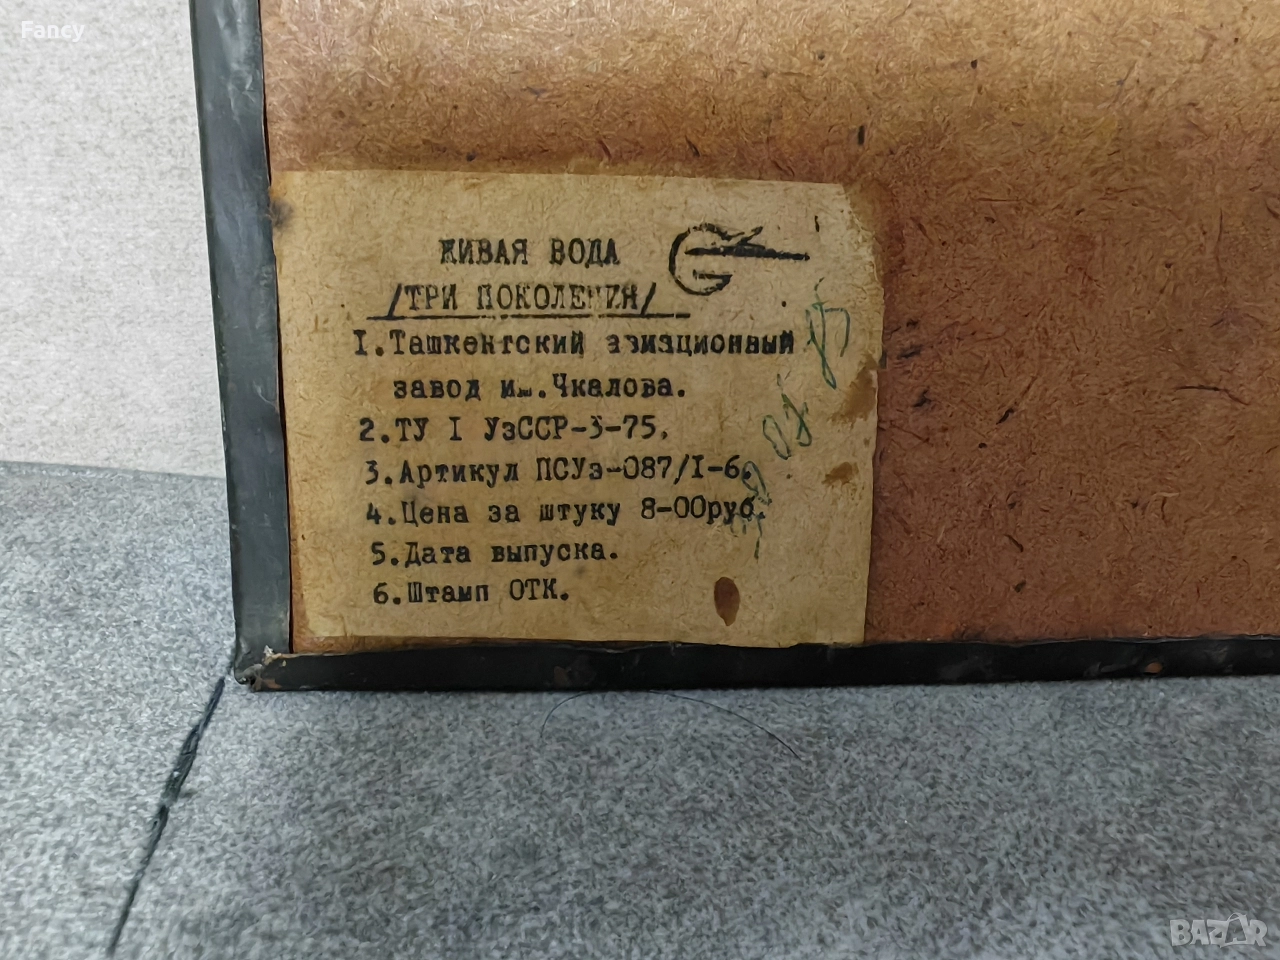 Fancy
ЖИВАЯ ВОДА
/ТРИ ПОКОЛЕНИЯ/
I.Ташкентский авиационный
завод им.Чкалова.
2.ТУ I УзССР-3-75.
3.Артикул ПСУз-087/I-6.
4.Цена за штуку 8-00руб.
5.Дата выпуска.
6.Штамп ОТК.
BAZAR